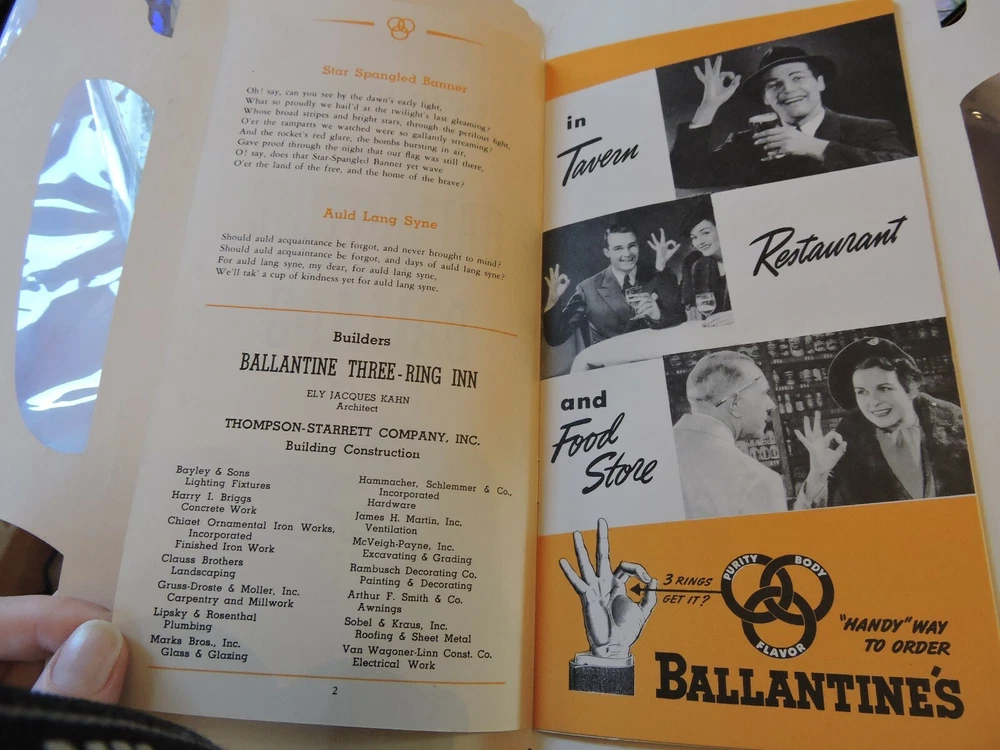 Star Spangled Banner
Oh! say, can you see by the dawn's early light,
What so proudly we hail'd at the twilight's last gleaming?
Whose broad stripes and bright stars, through the perilous fight,
O'er the ramparts we watched were so gallantly streaming?
And the rocket's red glare, the bombs bursting in air,
Gave proof through the night that our flag was still there,
O! say, does that Star-Spangled Banner yet wave
O'er the land of the free, and the home of the brave?
Auld Lang Syne
Should auld acquaintance be forgot, and never brought to mind?
Should auld acquaintance be forgot, and days of auld lang syne?
For auld lang syne, my dear, for auld lang syne,
We'll tak' a cup of kindness yet for auld lang syne.
Builders
BALLANTINE THREE-RING INN
ELY JACQUES KAHN
Architect
THOMPSON-STARRETT COMPANY, INC.
Building Construction
Bayley & Sons
Lighting Fixtures
Harry I. Briggs
Concrete Work
Chiaet Ornamental Iron Works,
Incorporated
Finished Iron Work
Clauss Brothers
Landscaping
Gruss-Droste & Moller, Inc.
Carpentry and Millwork
Lipsky & Rosenthal
Plumbing
Marks Bros., Inc.
Glass & Glazing
Hammacher, Schlemmer & Co.,
Incorporated
Hardware
James H. Martin, Inc.
Ventilation
McVeigh-Payne, Inc.
Excavating & Grading
Rambusch Decorating Co.
Painting & Decorating
Arthur F. Smith & Co.
Awnings
Sobel & Kraus, Inc.
Roofing & Sheet Metal
Van Wagoner-Linn Const. Co.
Electrical Work
2
in
Tavern
Restaurant
and
Food
Store
3 RINGS
GET IT?
PURITY
BODY
FLAVOR
"HANDY" WAY
TO ORDER
BALLANTINE'S